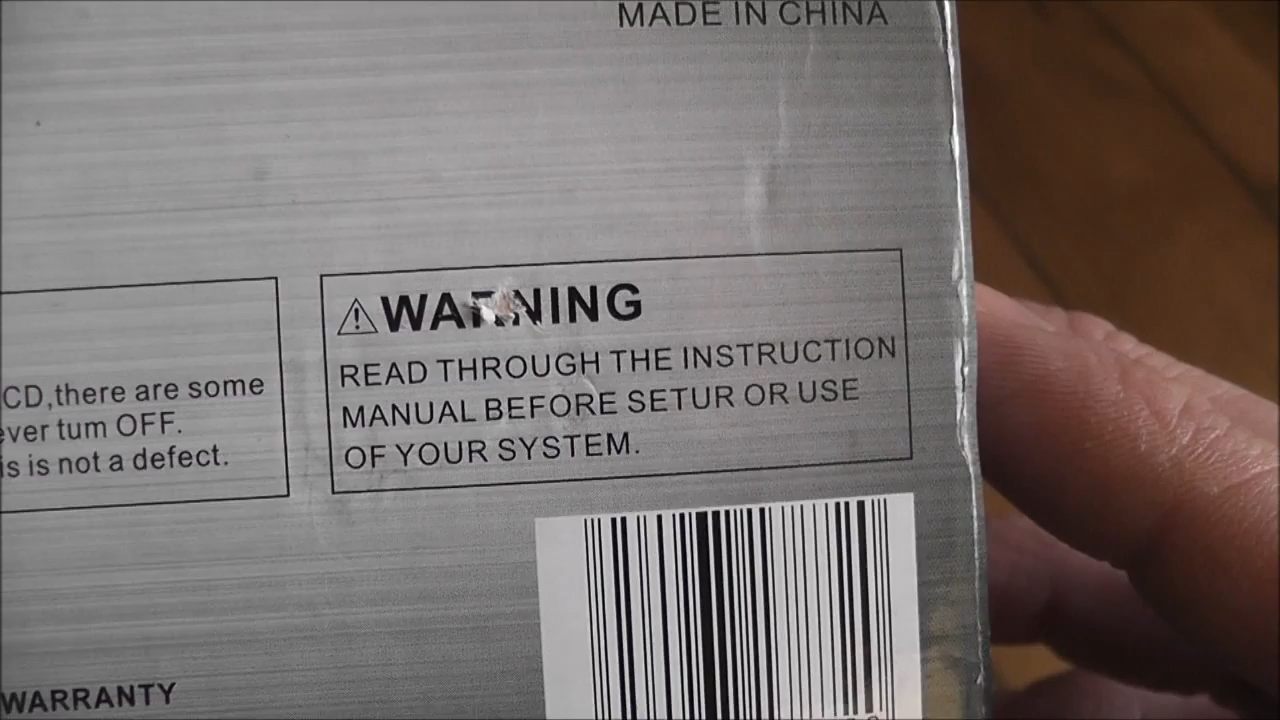 MADE IN CHINA
CD,there are some
ever tum OFF.
is is not a defect.
WARNING
READ THROUGH THE INSTRUCTION
MANUAL BEFORE SETUR OR USE
OF YOUR SYSTEM.
WARRANTY